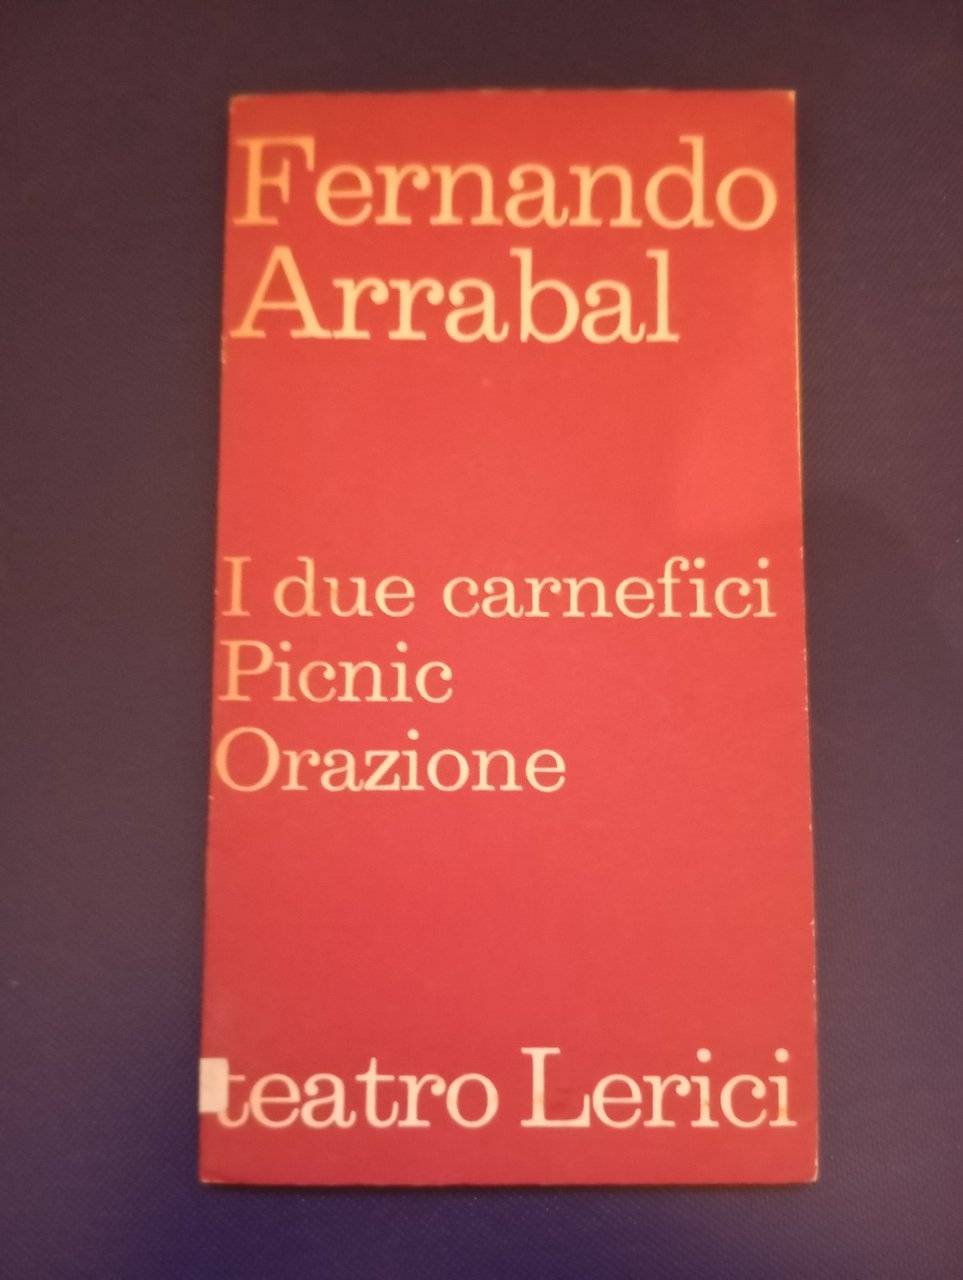 Fernando
Arrabal
I due carnefici
Picnic
Orazione
teatro Lerici